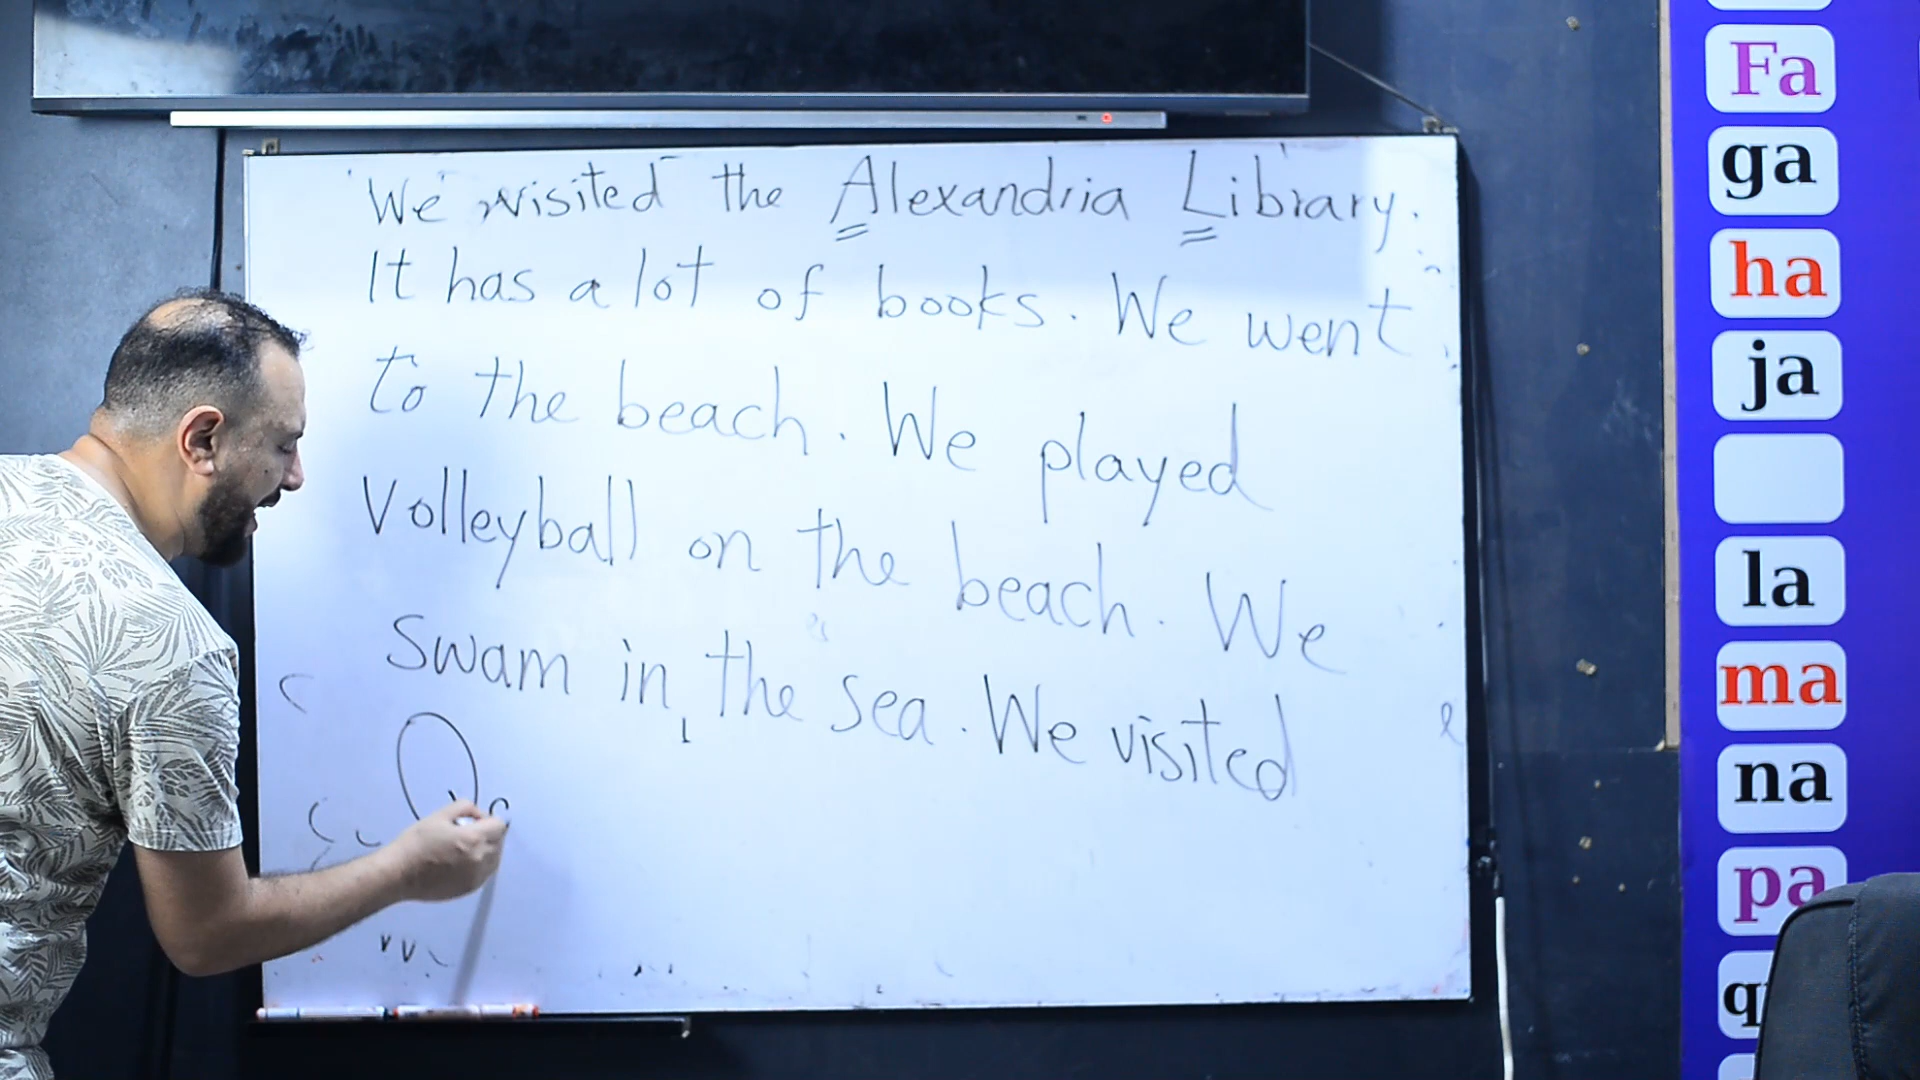 We visited the Alexandria Library.
It has a lot of books. We went
to the beach. We played
Volleyball on the beach. We
Swam in the sea. We visited
Fa
ga
ha
ja
la
ma
na
pa